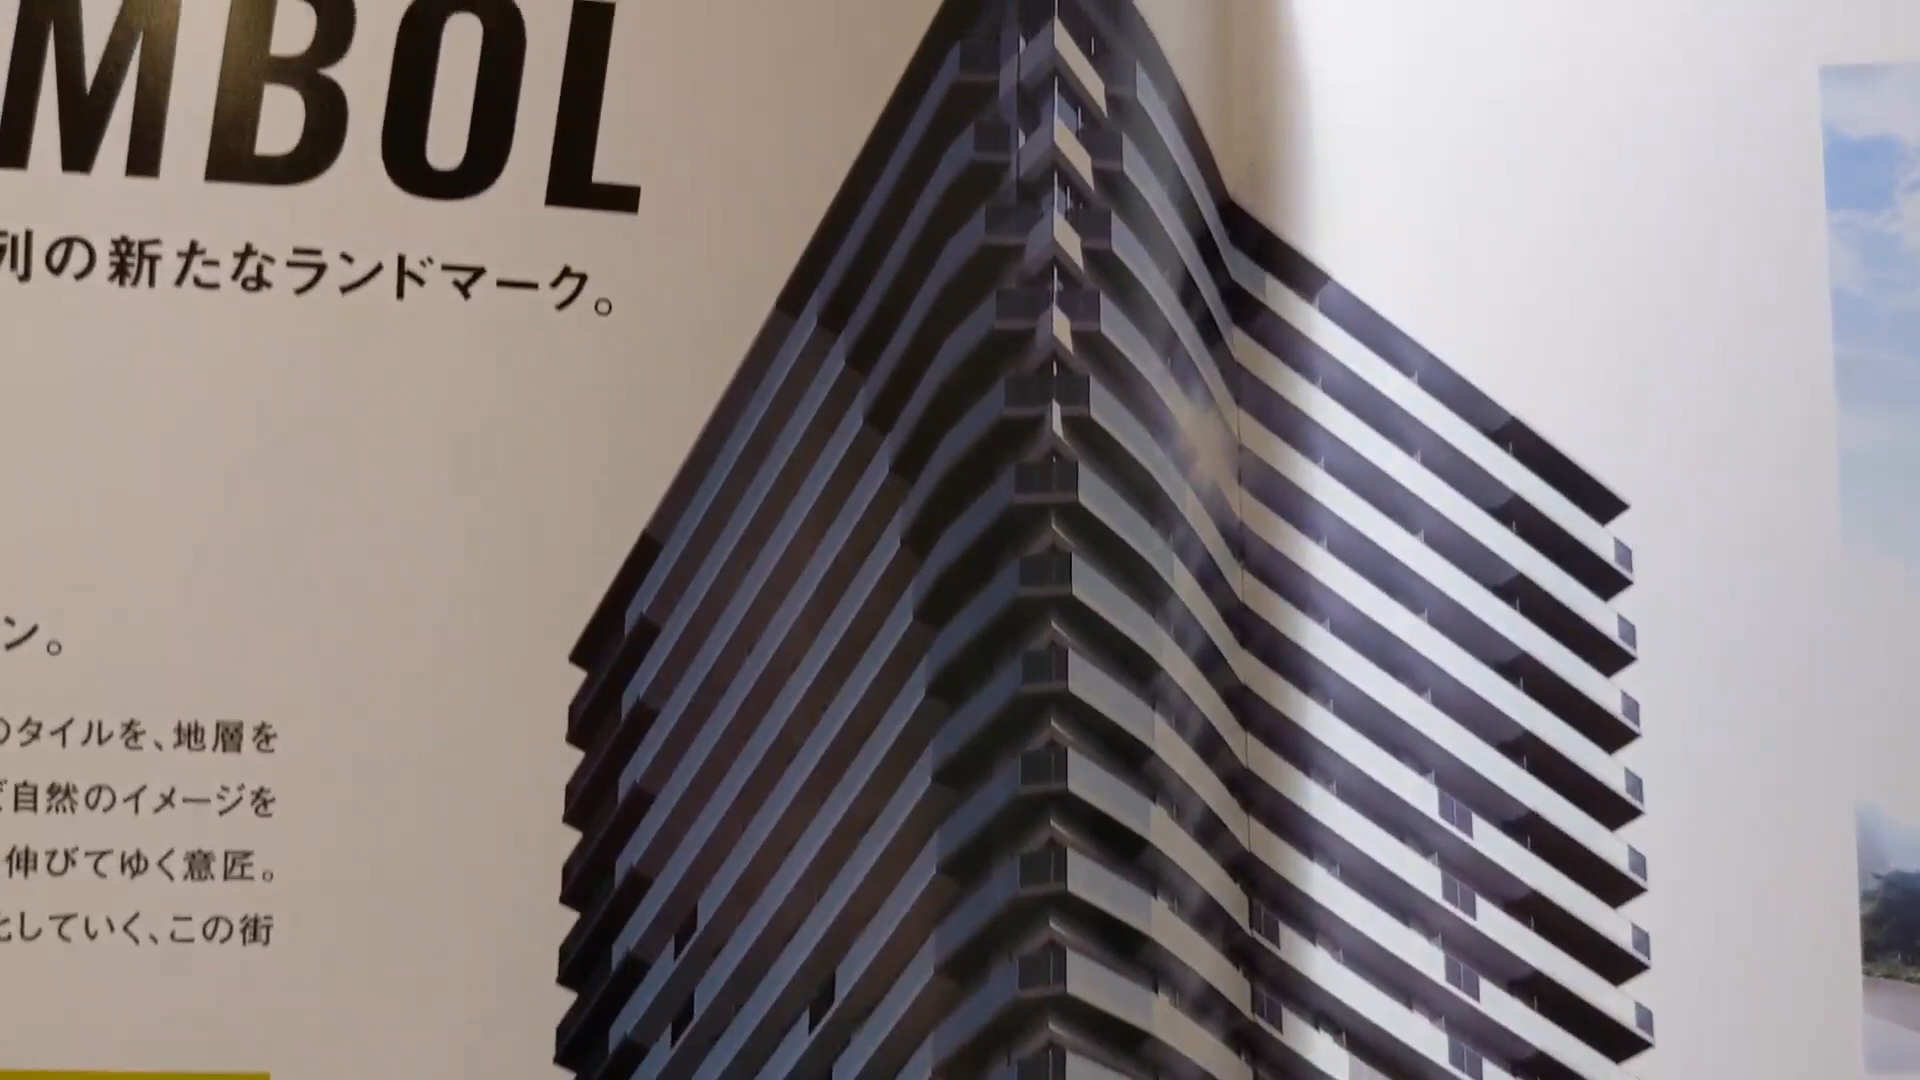 MBOL
列の新たなランドマーク。
ン。
のタイルを、地層を
自然のイメージを
伸びてゆく意匠。
していく、この街